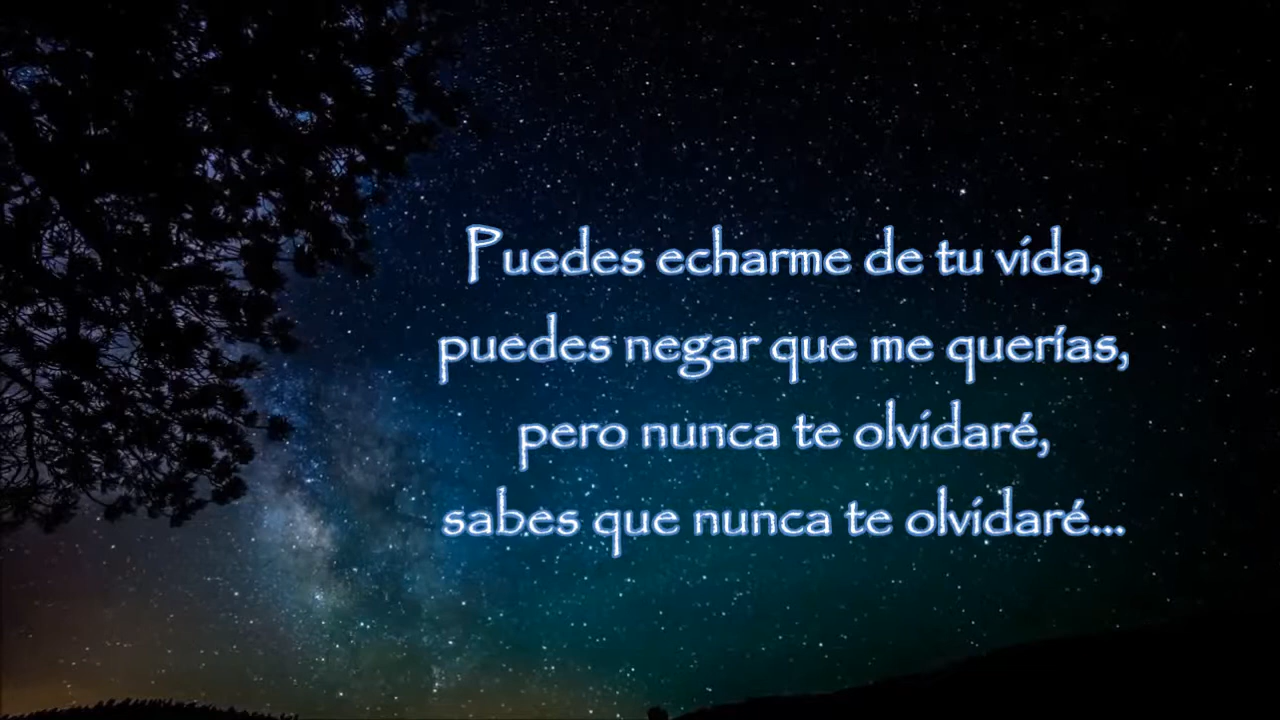 Puedes echarme de tu vida,
puedes negar que me querías,
pero nunca te olvidaré,
sabes que nunca te olvidaré...